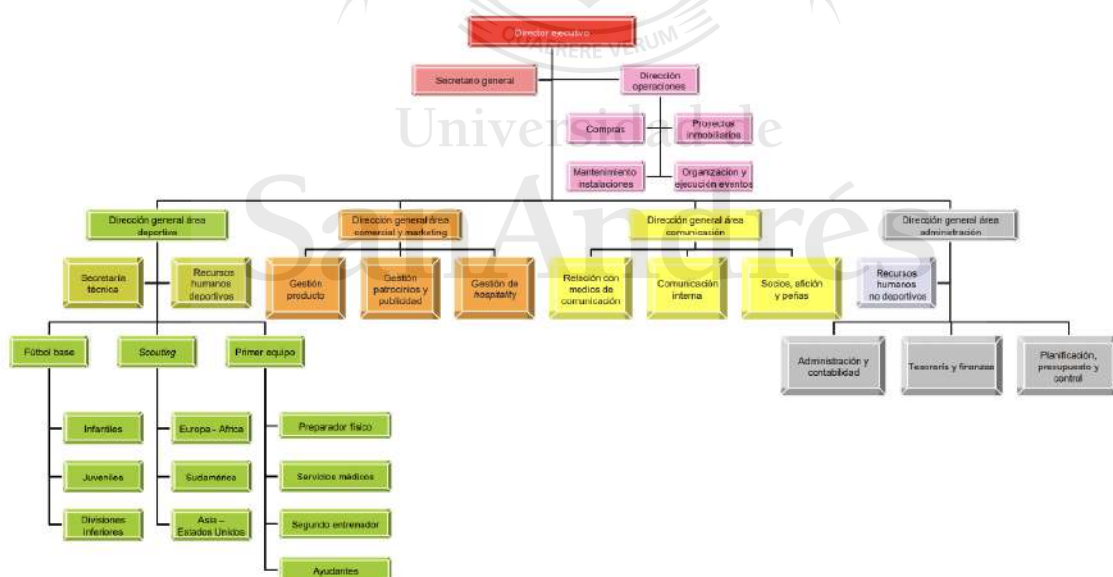 Director ejecutivo
QUAERERE VERUM
Secretario general
Dirección
operaciones
Compras
Proyectos
inmobiliarios
Mantenimiento
instalaciones
Organización y
ejecución eventos
Universidad de
SanAndrés
Dirección general área
deportiva
Dirección general área
comercial y marketing
Dirección general área
comunicación
Dirección general área
administración
Secretaría
técnica
Recursos
humanos
deportivos
Gestión
producto
Gestión
patrocinios y
publicidad
Gestión de
hospitality
Relación con
medios de
comunicación
Comunicación
interna
Socios, afición
y peñas
Recursos
humanos
no deportivos
Fútbol base
Scouting
Primer equipo
Administración y
contabilidad
Tesorería y finanzas
Planificación,
presupuesto y
control
Infantiles
Europa - Africa
Preparador físico
Juveniles
Sudamérica
Servicios médicos
Divisiones
inferiores
Asia –
Estados Unidos
Segundo entrenador
Ayudantes